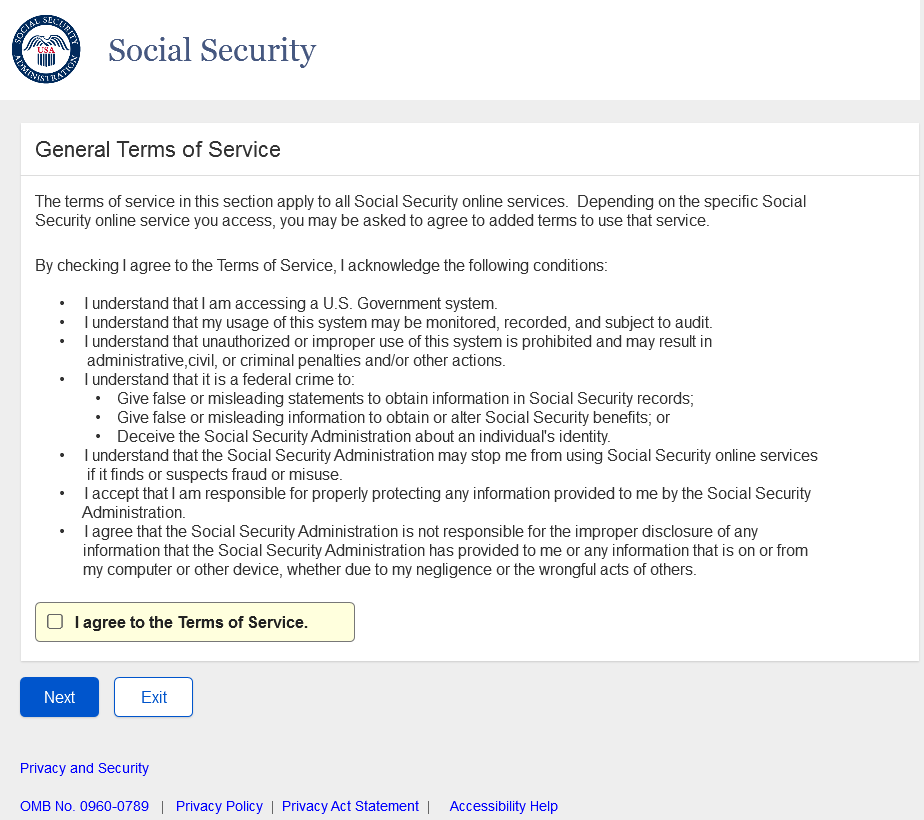 SOCIAL SECURITY ADMINISTRATION
USA
Social Security
General Terms of Service
The terms of service in this section apply to all Social Security online services.  Depending on the specific Social
Security online service you access, you may be asked to agree to added terms to use that service.
By checking I agree to the Terms of Service, I acknowledge the following conditions:
• I understand that I am accessing a U.S. Government system.
• I understand that my usage of this system may be monitored, recorded, and subject to audit.
• I understand that unauthorized or improper use of this system is prohibited and may result in
administrative,civil, or criminal penalties and/or other actions.
• I understand that it is a federal crime to:
• Give false or misleading statements to obtain information in Social Security records;
• Give false or misleading information to obtain or alter Social Security benefits; or
• Deceive the Social Security Administration about an individual's identity.
• I understand that the Social Security Administration may stop me from using Social Security online services
if it finds or suspects fraud or misuse.
• I accept that I am responsible for properly protecting any information provided to me by the Social Security
Administration.
• I agree that the Social Security Administration is not responsible for the improper disclosure of any
information that the Social Security Administration has provided to me or any information that is on or from
my computer or other device, whether due to my negligence or the wrongful acts of others.
I agree to the Terms of Service.
Next Exit
Privacy and Security
OMB No. 0960-0789 | Privacy Policy | Privacy Act Statement | Accessibility Help